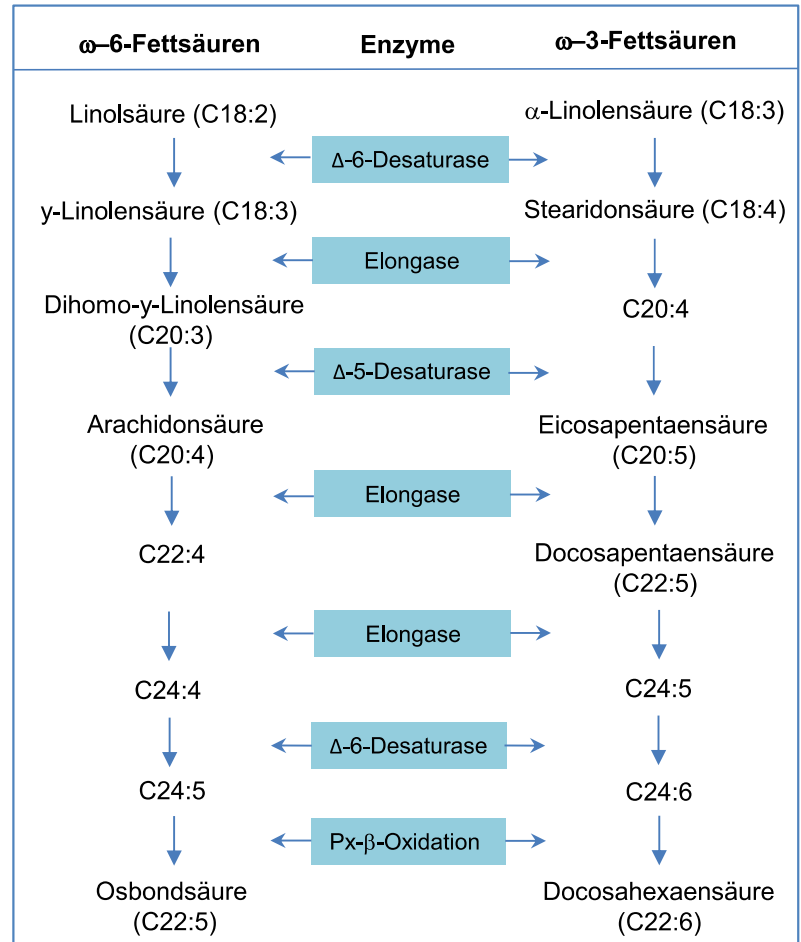 ω–6-Fettsäuren Enzyme ω–3-Fettsäuren
Linolsäure (C18:2) α-Linolensäure (C18:3)
Δ-6-Desaturase
y-Linolensäure (C18:3) Stearidonsäure (C18:4)
Elongase
Dihomo-y-Linolensäure C20:4
(C20:3)
Δ-5-Desaturase
Arachidonsäure Eicosapentaensäure
(C20:4) (C20:5)
Elongase
C22:4 Docosapentaensäure
(C22:5)
Elongase
C24:4 C24:5
Δ-6-Desaturase
C24:5 C24:6
Px-β-Oxidation
Osbondsäure Docosahexaensäure
(C22:5) (C22:6)